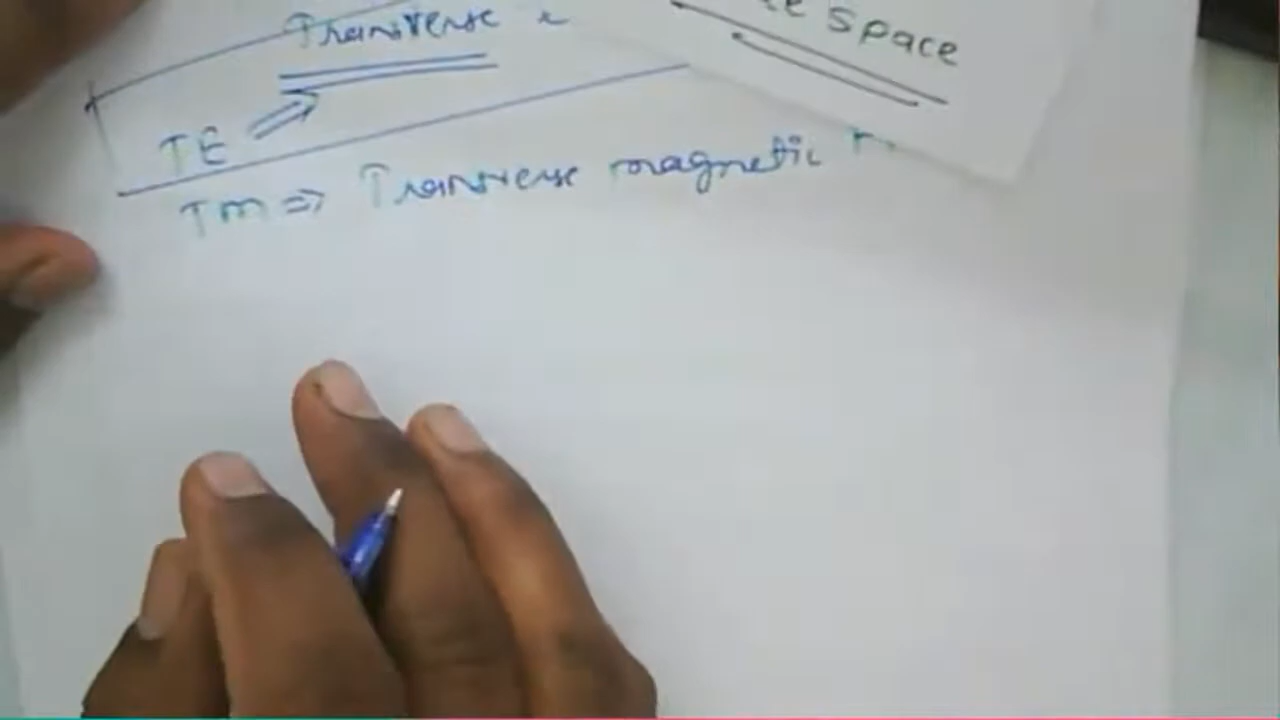 Transverse
Space
TE ⇒
TM ⇒ Transverse magnetic